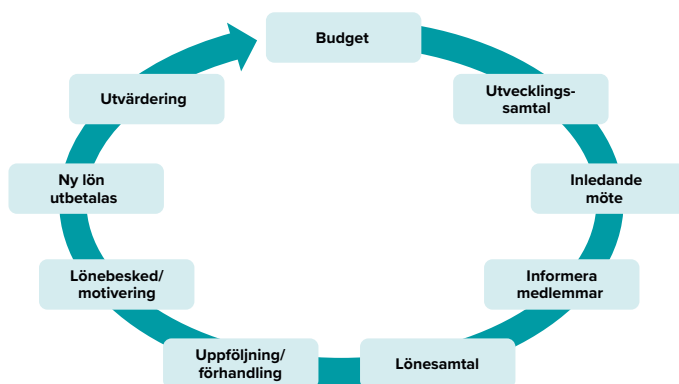 Budget
Utvecklings-
samtal
Inledande
möte
Informera
medlemmar
Lönesamtal
Uppföljning/
förhandling
Lönebesked/
motivering
Ny lön
utbetalas
Utvärdering